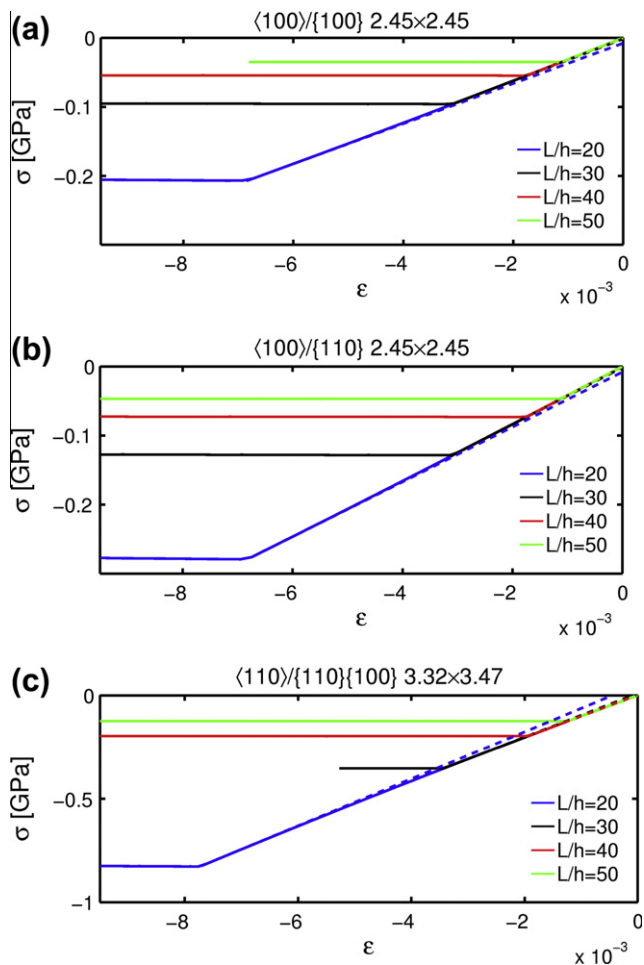 (a)
⟨100⟩/{100} 2.45×2.45
0
−0.1
−0.2
σ [GPa]
L/h=20
L/h=30
L/h=40
L/h=50
−8 −6 −4 −2 0
ε
x 10⁻³
(b)
⟨100⟩/{110} 2.45×2.45
0
−0.1
−0.2
σ [GPa]
L/h=20
L/h=30
L/h=40
L/h=50
−8 −6 −4 −2 0
ε
x 10⁻³
(c)
⟨110⟩/{110}{100} 3.32×3.47
0
−0.5
−1
σ [GPa]
L/h=20
L/h=30
L/h=40
L/h=50
−8 −6 −4 −2 0
ε
x 10⁻³